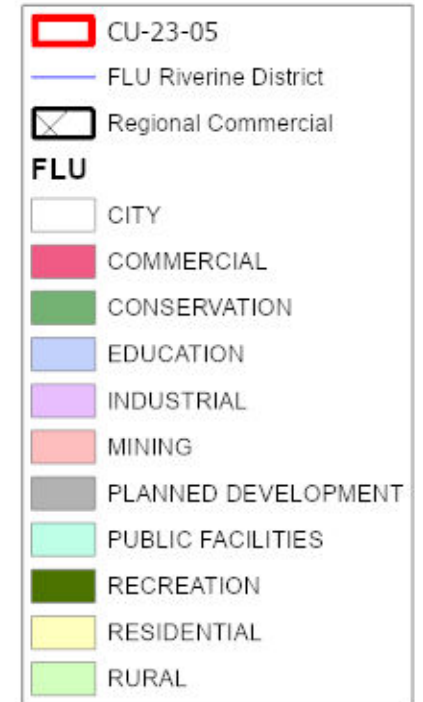 CU-23-05
FLU Riverine District
Regional Commercial
FLU
CITY
COMMERCIAL
CONSERVATION
EDUCATION
INDUSTRIAL
MINING
PLANNED DEVELOPMENT
PUBLIC FACILITIES
RECREATION
RESIDENTIAL
RURAL